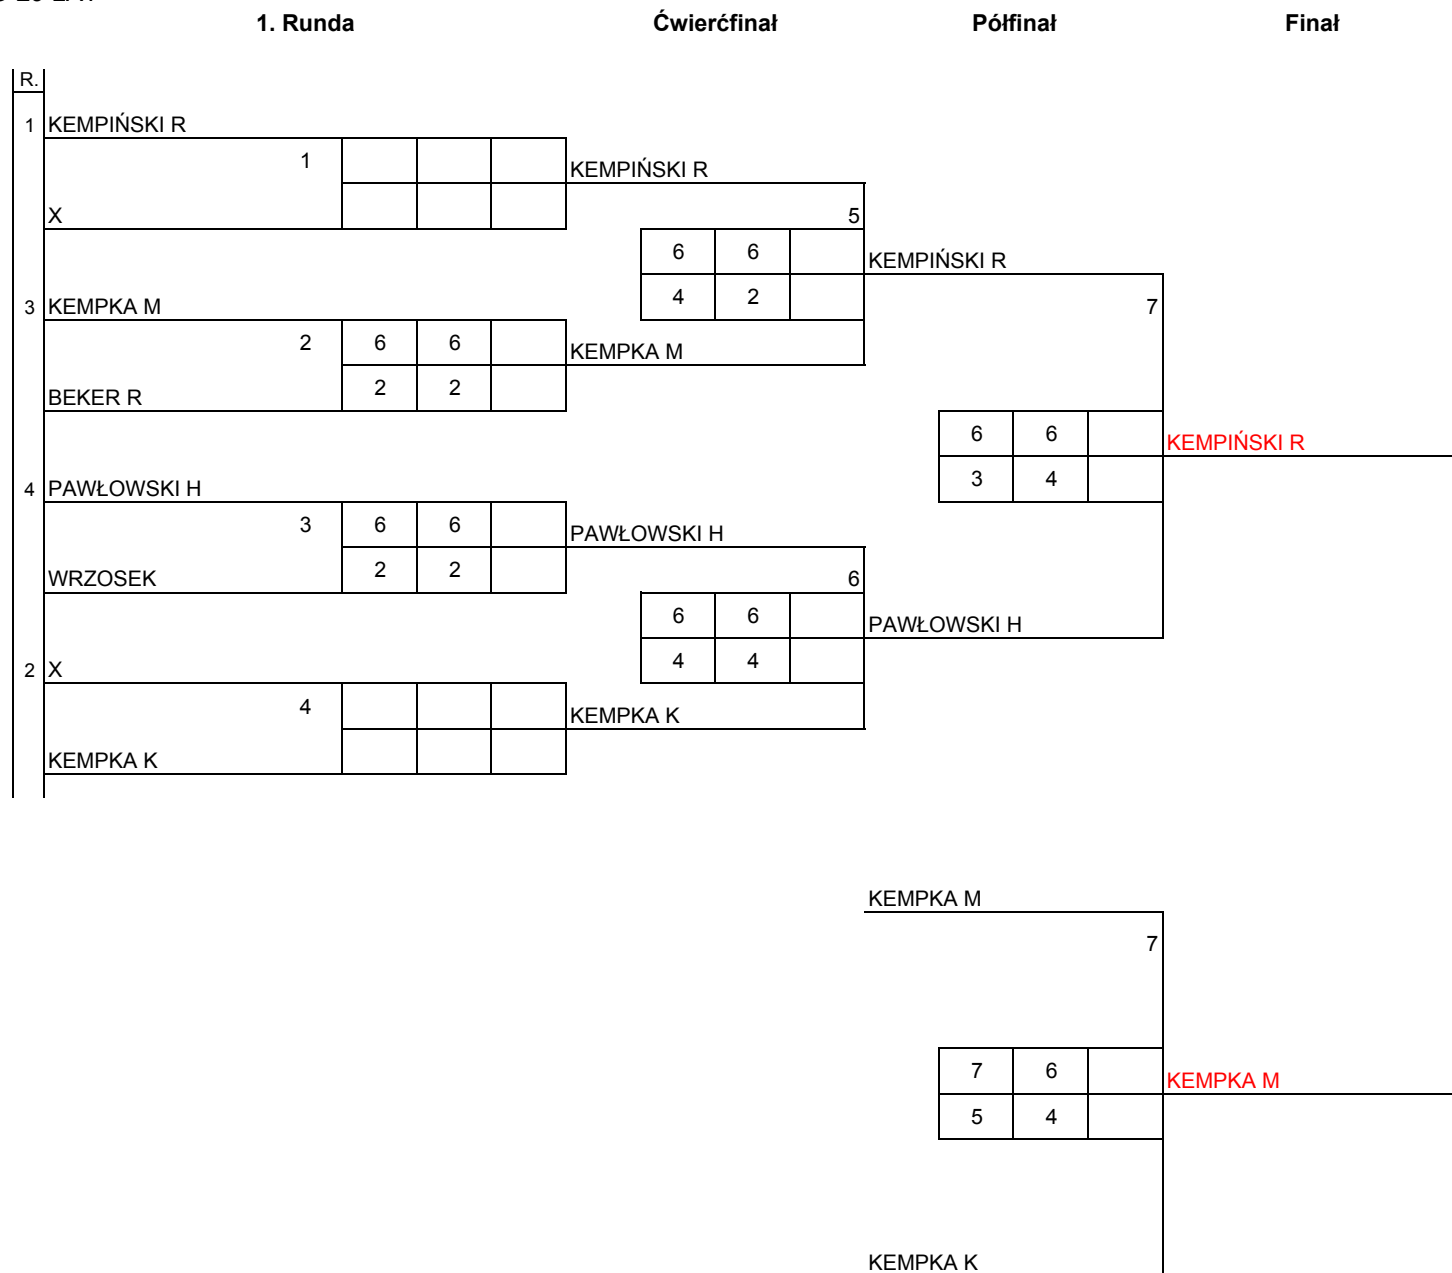 1. Runda Ćwierćfinał Półfinał Finał
R.
1 KEMPIŃSKI R
1
KEMPIŃSKI R
X
5
6 6
KEMPIŃSKI R
4 2
3 KEMPKA M
7
2 6 6
KEMPKA M
BEKER R 2 2
6 6
KEMPIŃSKI R
3 4
4 PAWŁOWSKI H
3 6 6
PAWŁOWSKI H
WRZOSEK 2 2
6
6 6
PAWŁOWSKI H
4 4
2 X
4
KEMPKA K
KEMPKA K
KEMPKA M
7
7 6
KEMPKA M
5 4
KEMPKA K